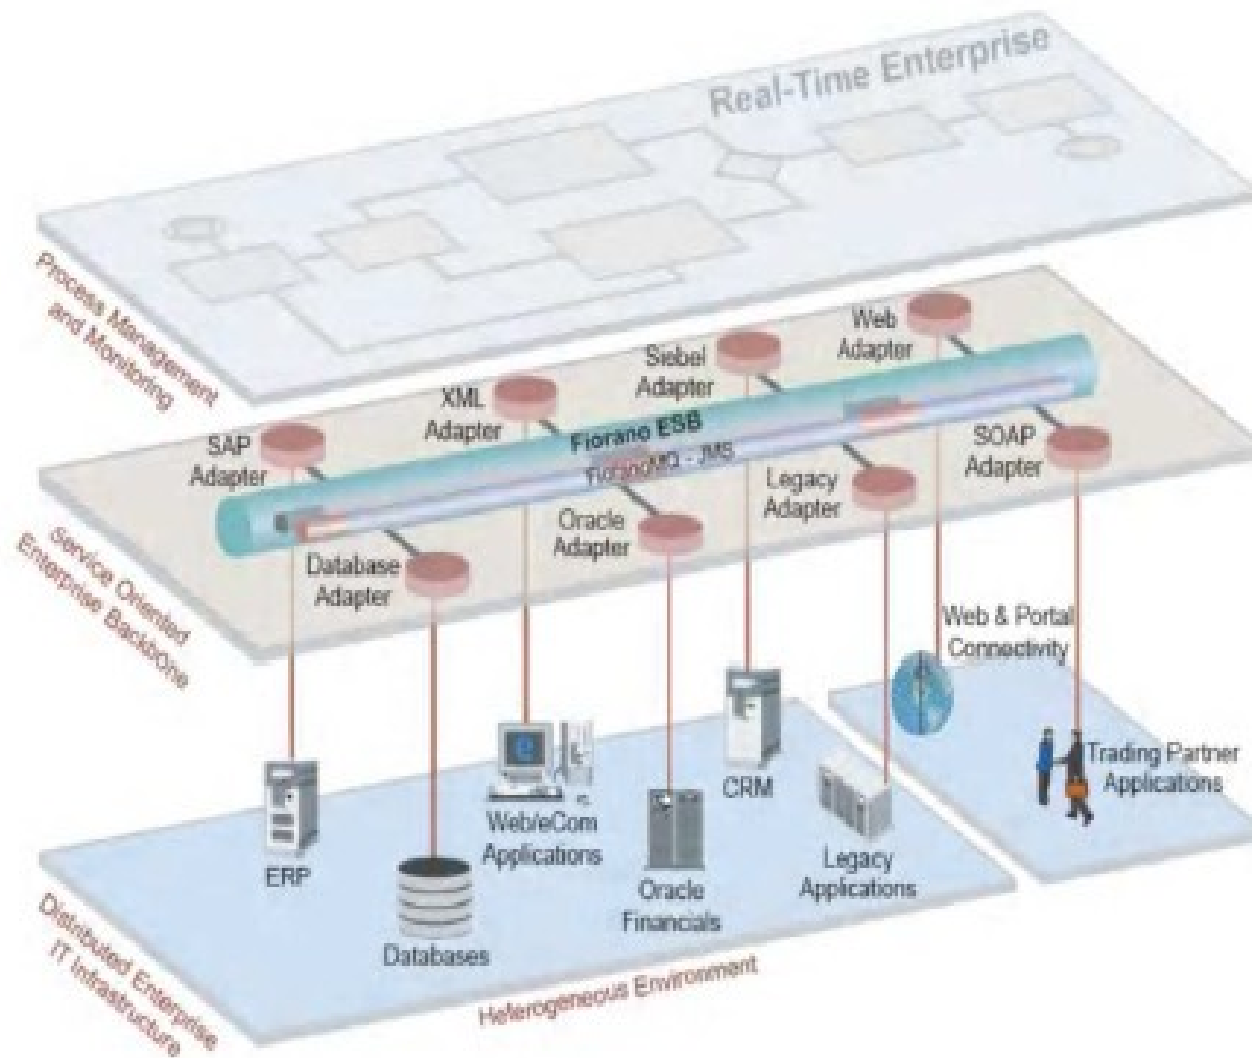 Real-Time Enterprise
Process Management
and Monitoring
Web
Adapter
Siebel
Adapter
XML
Adapter
SAP
Adapter
Fiorano ESB
FioranoMQ - JMS
SOAP
Adapter
Legacy
Adapter
Oracle
Adapter
Database
Adapter
Service Oriented
Enterprise Backbone
Web & Portal
Connectivity
Trading Partner
Applications
CRM
Web/eCom
Applications
ERP
Legacy
Applications
Oracle
Financials
Databases
Distributed Enterprise
IT Infrastructure
Heterogeneous Environment